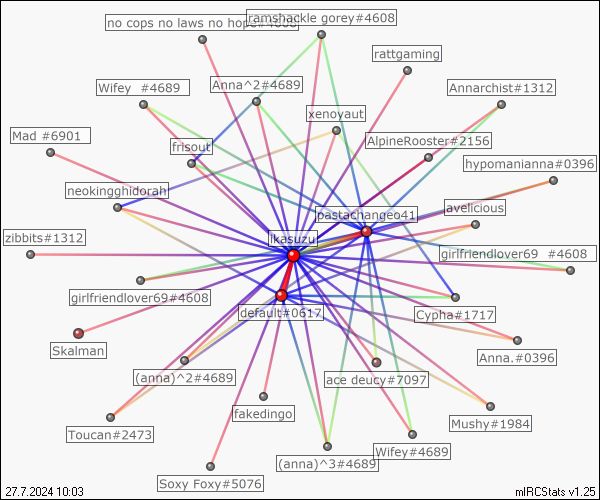 no cops no laws no hope#4608
ramshackle gorey#4608
rattgaming
Wifey  #4689
Anna^2#4689
Annarchist#1312
xenoyaut
Mad #6901
frisout
AlpineRooster#2156
hypomanianna#0396
neokingghidorah
pastachangeo41
avelicious
zibbits#1312
ikasuzu
girlfriendlover69  #4608
girlfriendlover69#4608
default#0617
Cypha#1717
Skalman
Anna.#0396
(anna)^2#4689
ace deucy#7097
fakedingo
Mushy#1984
Toucan#2473
Wifey#4689
(anna)^3#4689
Soxy Foxy#5076
27.7.2024 10:03
mIRCStats v1.25